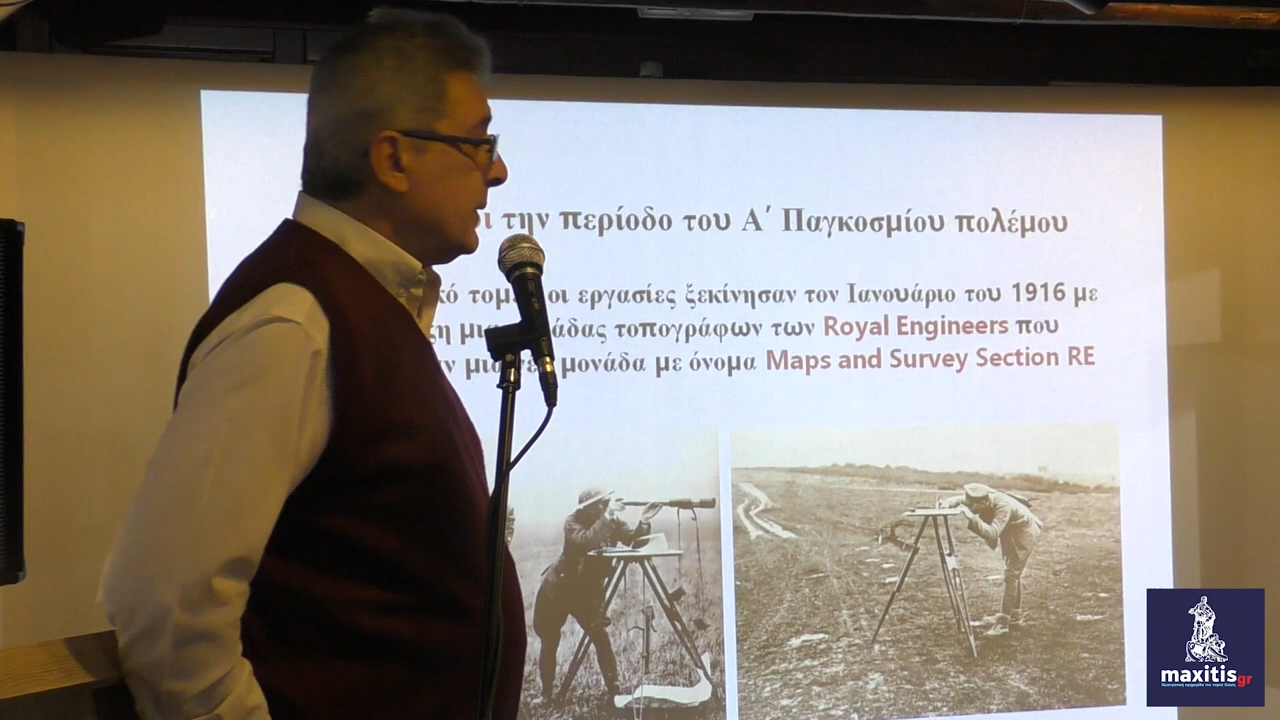 την περίοδο του Α΄ Παγκοσμίου πολέμου
οι εργασίες ξεκίνησαν τον Ιανουάριο του 1916 με
τοπογράφων των Royal Engineers που
μονάδα με όνομα Maps and Survey Section RE
maxitis.gr